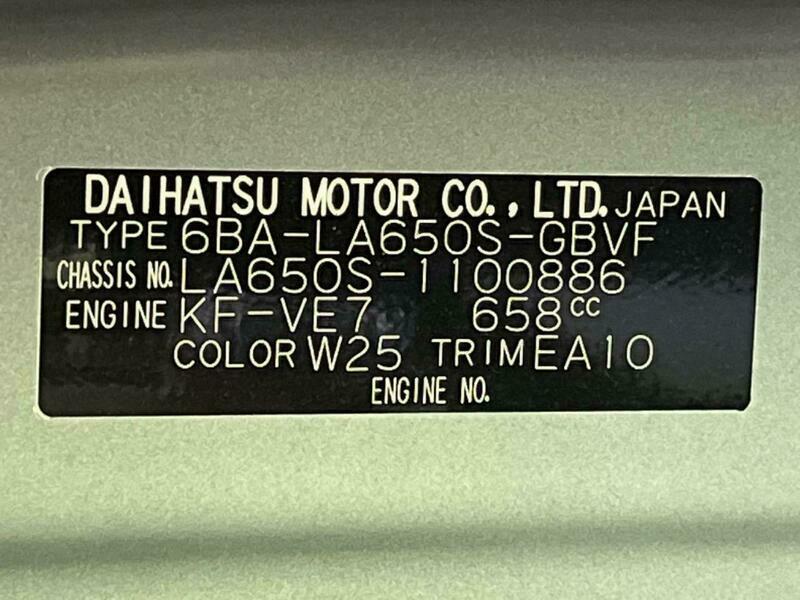 DAIHATSU MOTOR CO., LTD. JAPAN
TYPE 6BA-LA650S-GBVF
CHASSIS NO. LA650S-1100886
ENGINE KF-VE7 658cc
COLOR W25 TRIM EA10
ENGINE NO.